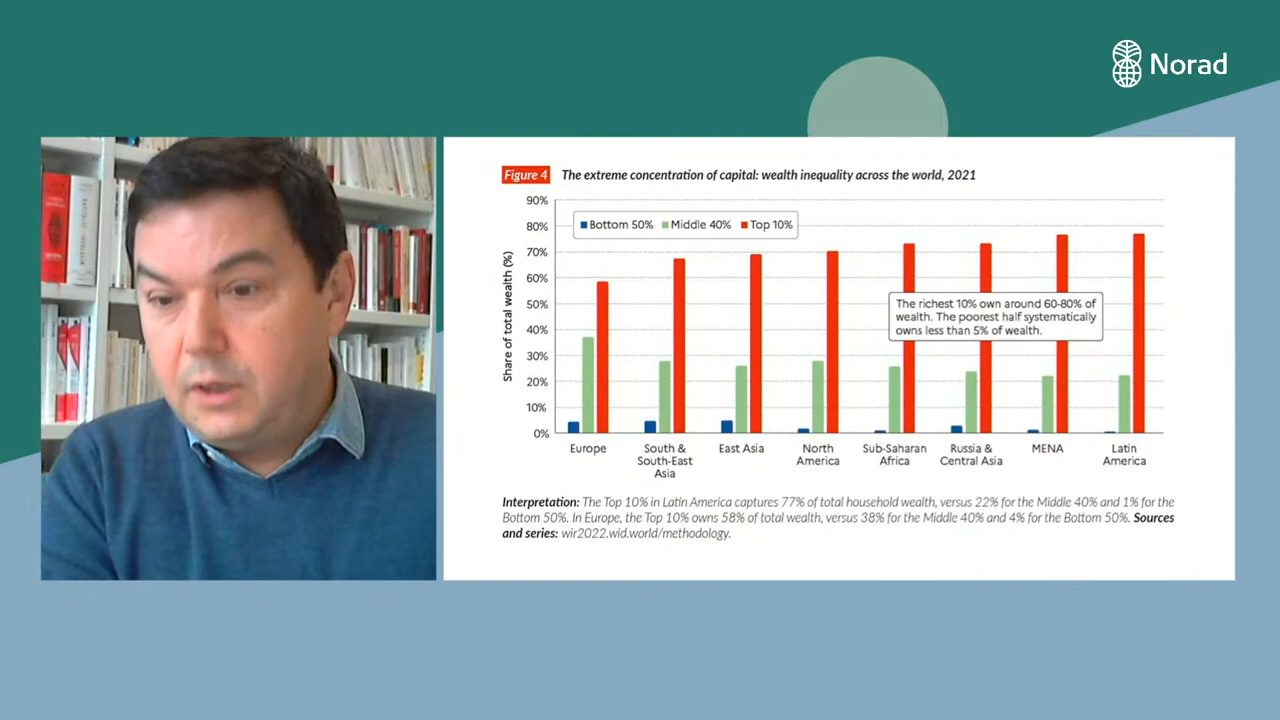 Norad
Figure 4 The extreme concentration of capital: wealth inequality across the world, 2021
90%
80%
70%
60%
50%
40%
30%
20%
10%
0%
Share of total wealth (%)
Bottom 50% Middle 40% Top 10%
The richest 10% own around 60-80% of
wealth. The poorest half systematically
owns less than 5% of wealth.
Europe
South &
South-East
Asia
East Asia
North
America
Sub-Saharan
Africa
Russia &
Central Asia
MENA
Latin
America
Interpretation: The Top 10% in Latin America captures 77% of total household wealth, versus 22% for the Middle 40% and 1% for the
Bottom 50%. In Europe, the Top 10% owns 58% of total wealth, versus 38% for the Middle 40% and 4% for the Bottom 50%. Sources
and series: wir2022.wid.world/methodology.